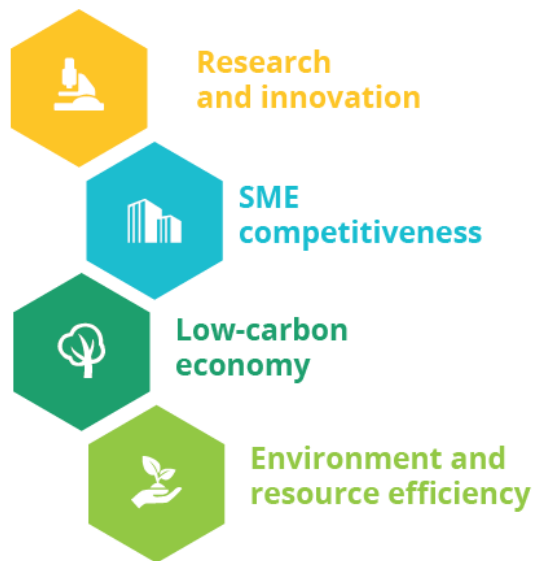 Research
and innovation
SME
competitiveness
Low-carbon
economy
Environment and
resource efficiency